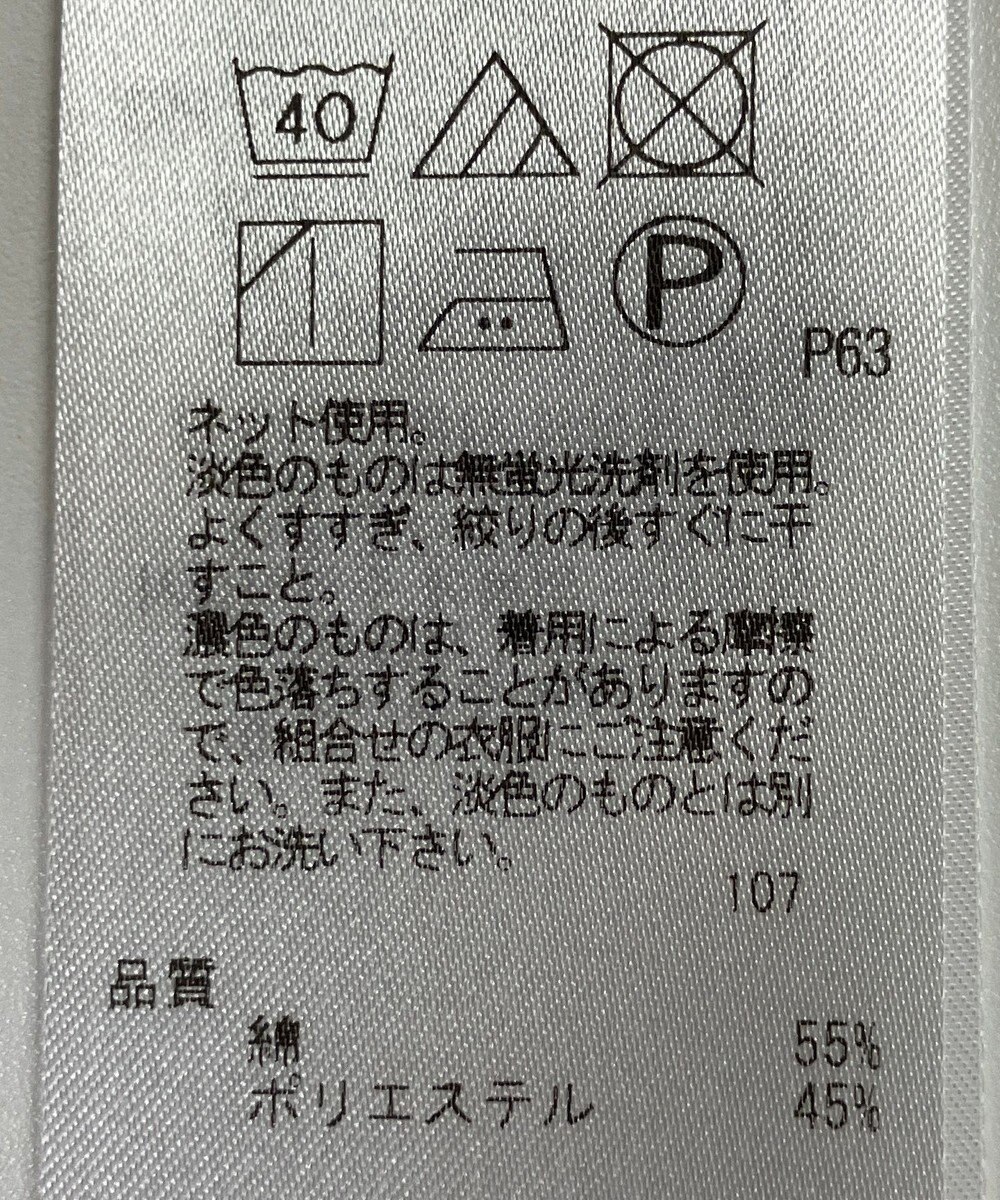 40
P
P63
ネット使用。
淡色のものは無蛍光洗剤を使用。
よくすすぎ、絞りの後すぐに干
すこと。
濃色のものは、着用による摩擦
で色落ちすることがありますの
で、組合せの衣服にご注意くだ
さい。また、淡色のものとは別
にお洗い下さい。
107
品質
綿 55%
ポリエステル 45%